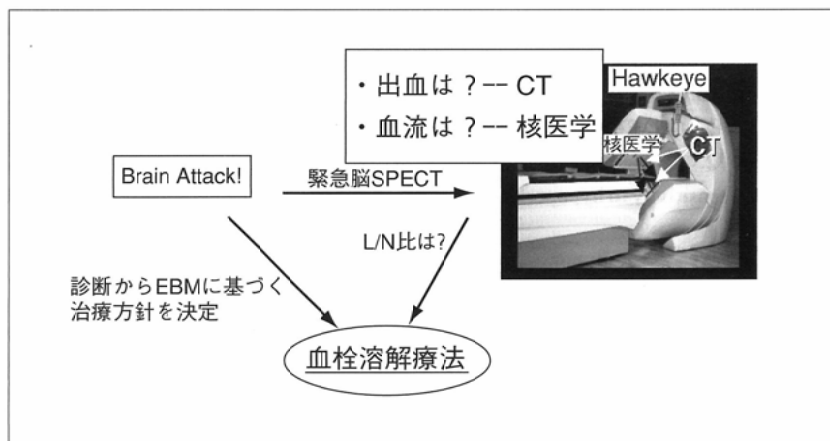 ・出血は？-- CT
・血流は？-- 核医学
Hawkeye
核医学
CT
Brain Attack!
緊急脳SPECT
L/N比は?
診断からEBMに基づく
治療方針を決定
血栓溶解療法